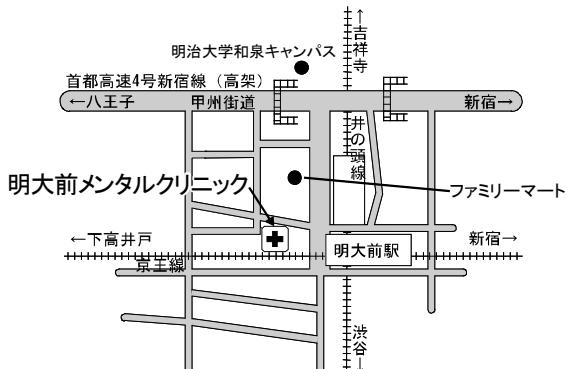 ↑吉祥寺
明治大学和泉キャンパス
首都高速4号新宿線（高架）
←八王子
甲州街道
新宿→
井の頭線
明大前メンタルクリニック
ファミリーマート
←下高井戸
新宿→
明大前駅
京王線
渋谷↓